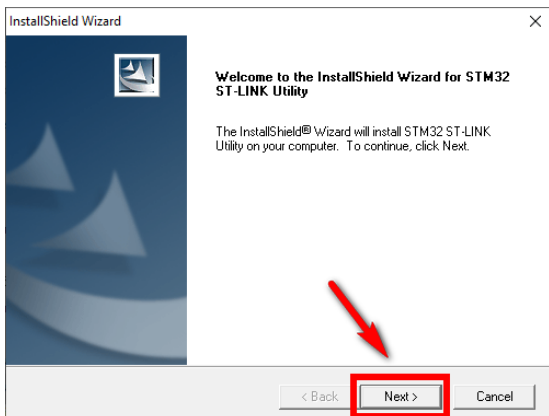 InstallShield Wizard
Welcome to the InstallShield Wizard for STM32
ST-LINK Utility
The InstallShield® Wizard will install STM32 ST-LINK
Utility on your computer. To continue, click Next.
< Back
Next >
Cancel